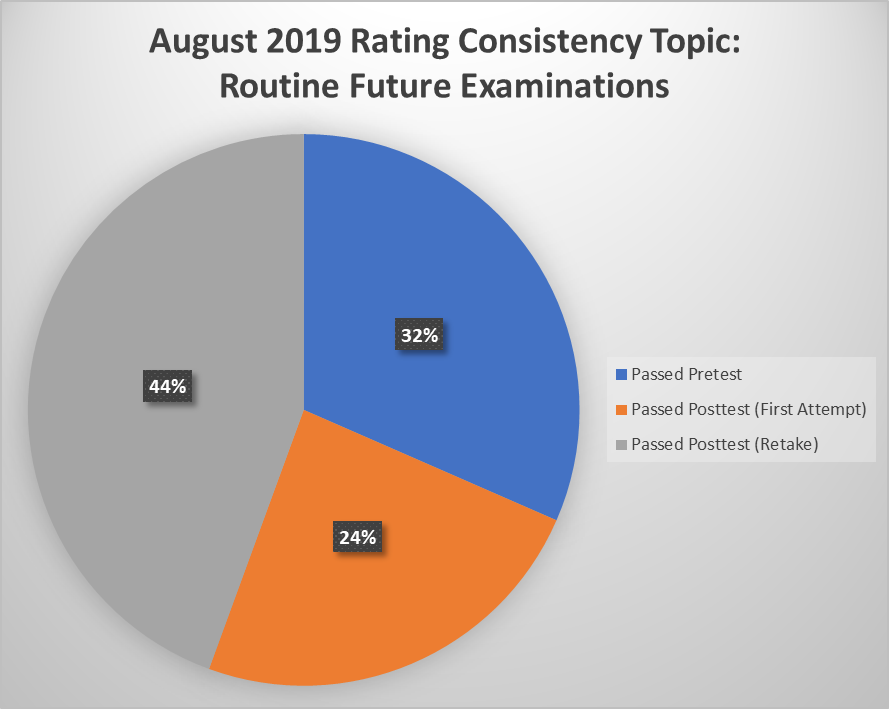 August 2019 Rating Consistency Topic:
Routine Future Examinations
32%
44%
24%
Passed Pretest
Passed Posttest (First Attempt)
Passed Posttest (Retake)